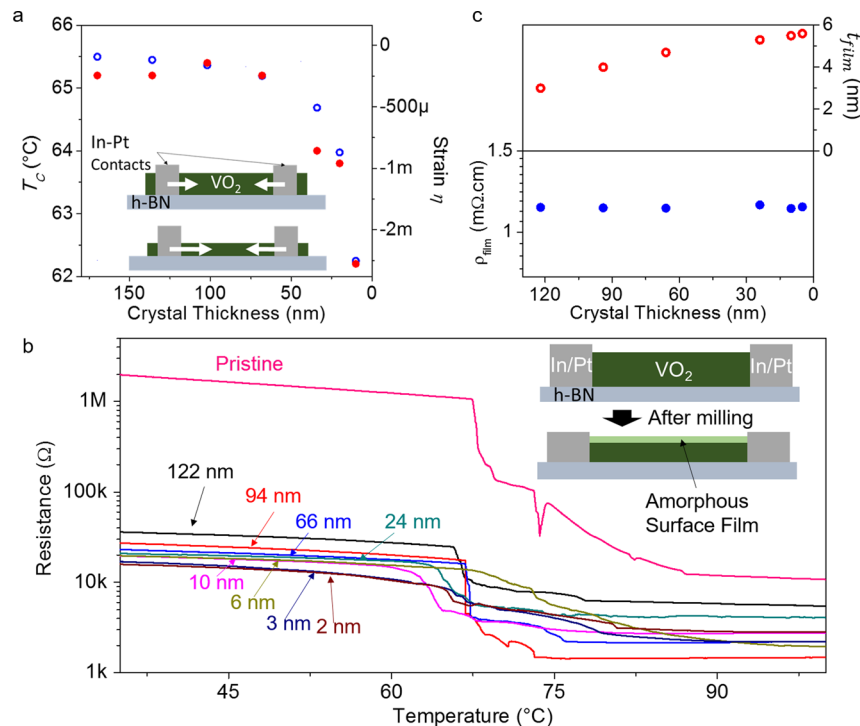 a
66
65
64
63
62
T_C (°C)
0
-500µ
-1m
-2m
Strain η
In-Pt
Contacts
VO₂
h-BN
150
100
50
0
Crystal Thickness (nm)
c
6
4
2
0
t_film (nm)
1.5
1
ρ_film (mΩ.cm)
120
90
60
30
0
Crystal Thickness (nm)
b
Pristine
1M
100k
10k
1k
Resistance (Ω)
122 nm
94 nm
66 nm
24 nm
10 nm
6 nm
3 nm
2 nm
In/Pt
VO₂
In/Pt
h-BN
After milling
Amorphous
Surface Film
45
60
75
90
Temperature (°C)